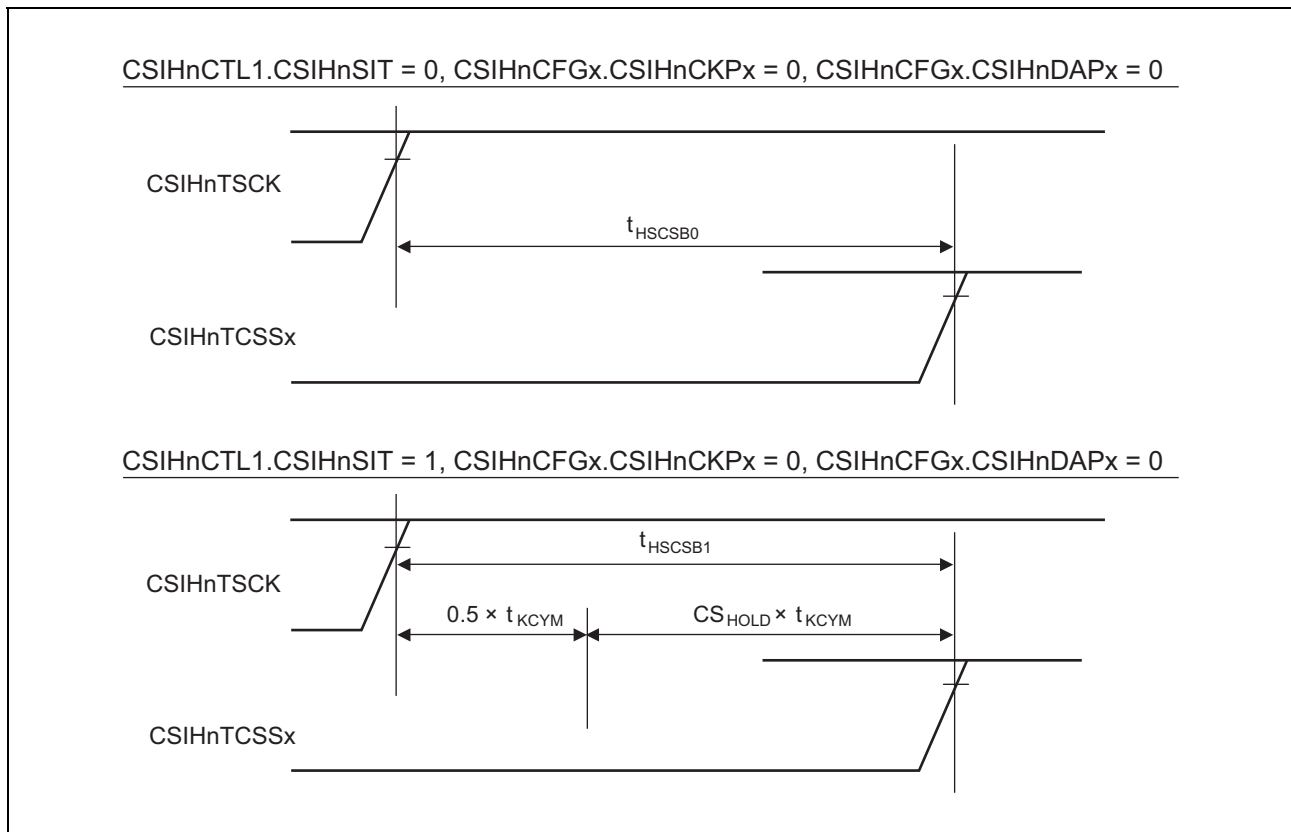 CSIHnCTL1.CSIHnSIT = 0, CSIHnCFGx.CSIHnCKPx = 0, CSIHnCFGx.CSIHnDAPx = 0
CSIHnTSCK
tHSCSB0
CSIHnTCSSx
CSIHnCTL1.CSIHnSIT = 1, CSIHnCFGx.CSIHnCKPx = 0, CSIHnCFGx.CSIHnDAPx = 0
tHSCSB1
CSIHnTSCK
0.5 × tKCYM
CSHOLD × tKCYM
CSIHnTCSSx